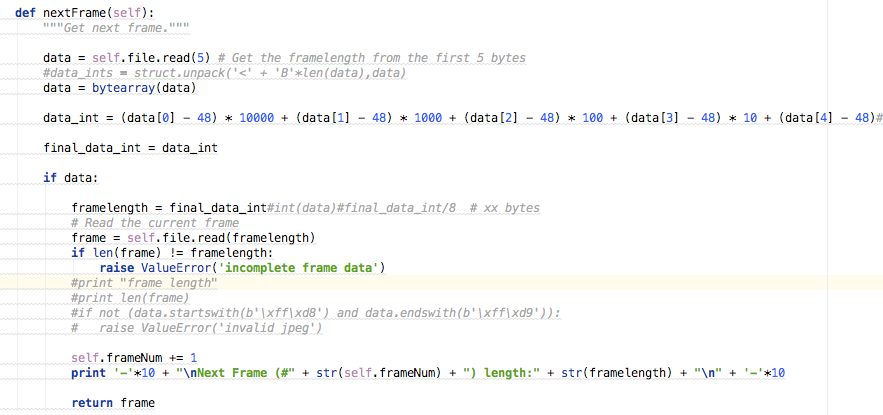 def nextFrame(self):
    """Get next frame."""

    data = self.file.read(5) # Get the framelength from the first 5 bytes
    #data_ints = struct.unpack('<' + 'B'*len(data),data)
    data = bytearray(data)

    data_int = (data[0] - 48) * 10000 + (data[1] - 48) * 1000 + (data[2] - 48) * 100 + (data[3] - 48) * 10 + (data[4] - 48)#

    final_data_int = data_int

    if data:

        framelength = final_data_int#int(data)#final_data_int/8  # xx bytes
        # Read the current frame
        frame = self.file.read(framelength)
        if len(frame) != framelength:
            raise ValueError('incomplete frame data')
        #print "frame length"
        #print len(frame)
        #if not (data.startswith(b'\xff\xd8') and data.endswith(b'\xff\xd9')):
        #   raise ValueError('invalid jpeg')

        self.frameNum += 1
        print '-'*10 + "\nNext Frame (#" + str(self.frameNum) + ") length:" + str(framelength) + "\n" + '-'*10

        return frame